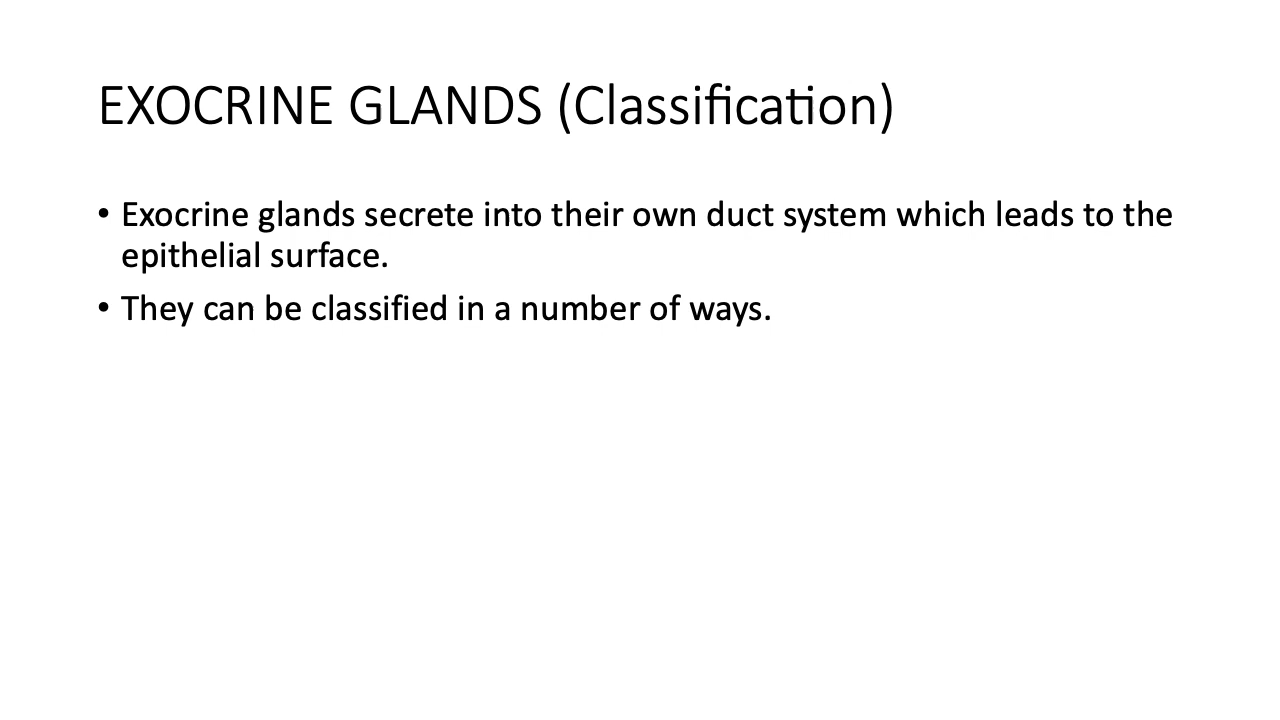 EXOCRINE GLANDS (Classification)
• Exocrine glands secrete into their own duct system which leads to the
epithelial surface.
• They can be classified in a number of ways.